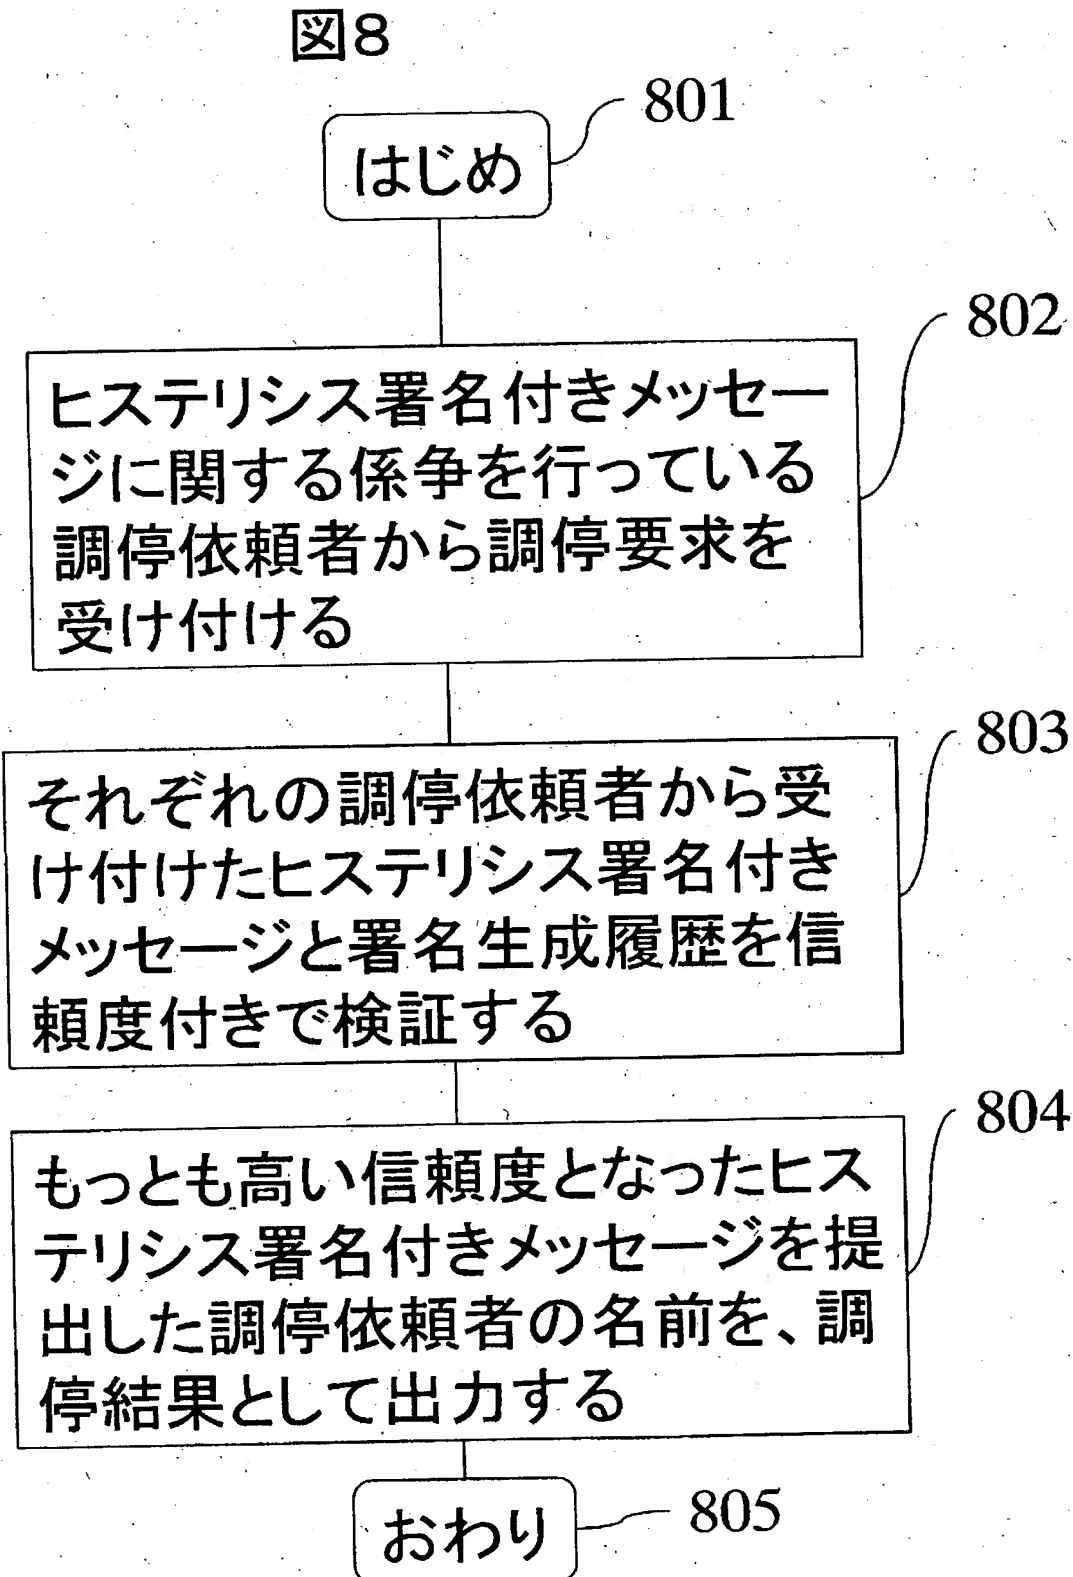 図8
801
はじめ
802
ヒステリシス署名付きメッセー
ジに関する係争を行っている
調停依頼者から調停要求を
受け付ける
803
それぞれの調停依頼者から受
け付けたヒステリシス署名付き
メッセージと署名生成履歴を信
頼度付きで検証する
804
もっとも高い信頼度となったヒス
テリシス署名付きメッセージを提
出した調停依頼者の名前を、調
停結果として出力する
おわり
805